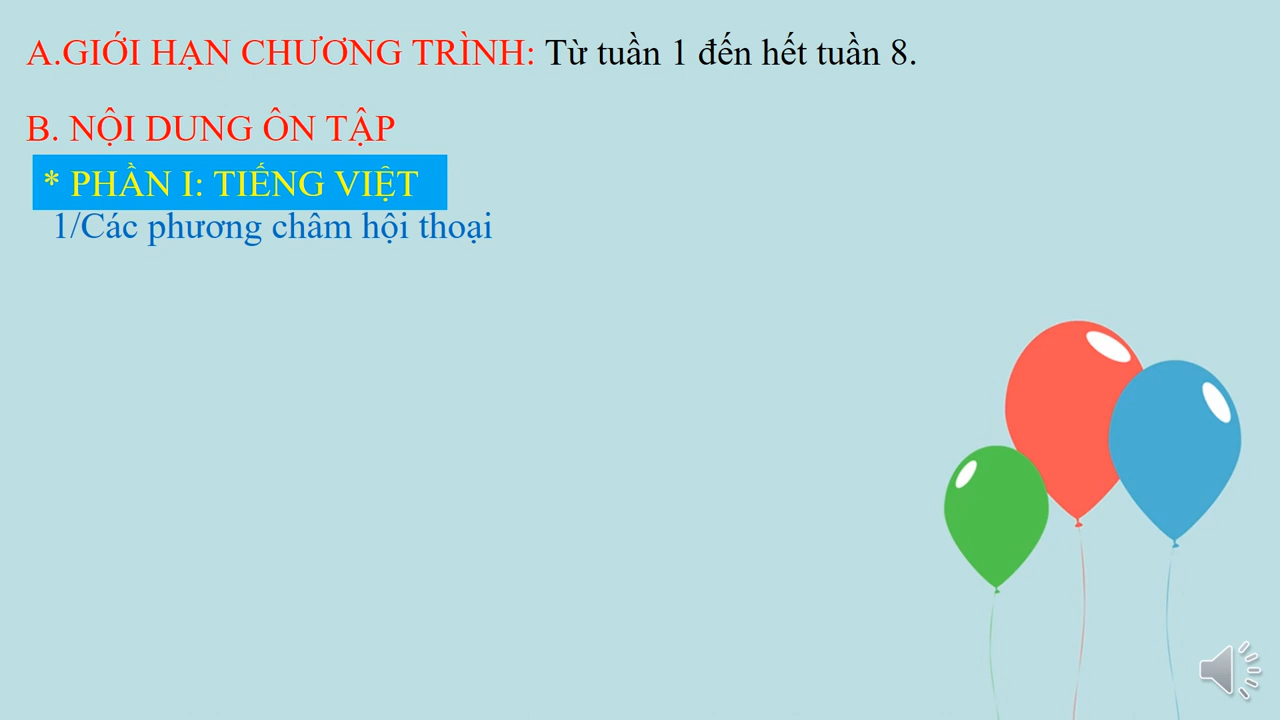 A.GIỚI HẠN CHƯƠNG TRÌNH: Từ tuần 1 đến hết tuần 8.
B. NỘI DUNG ÔN TẬP
* PHẦN I: TIẾNG VIỆT
1/Các phương châm hội thoại